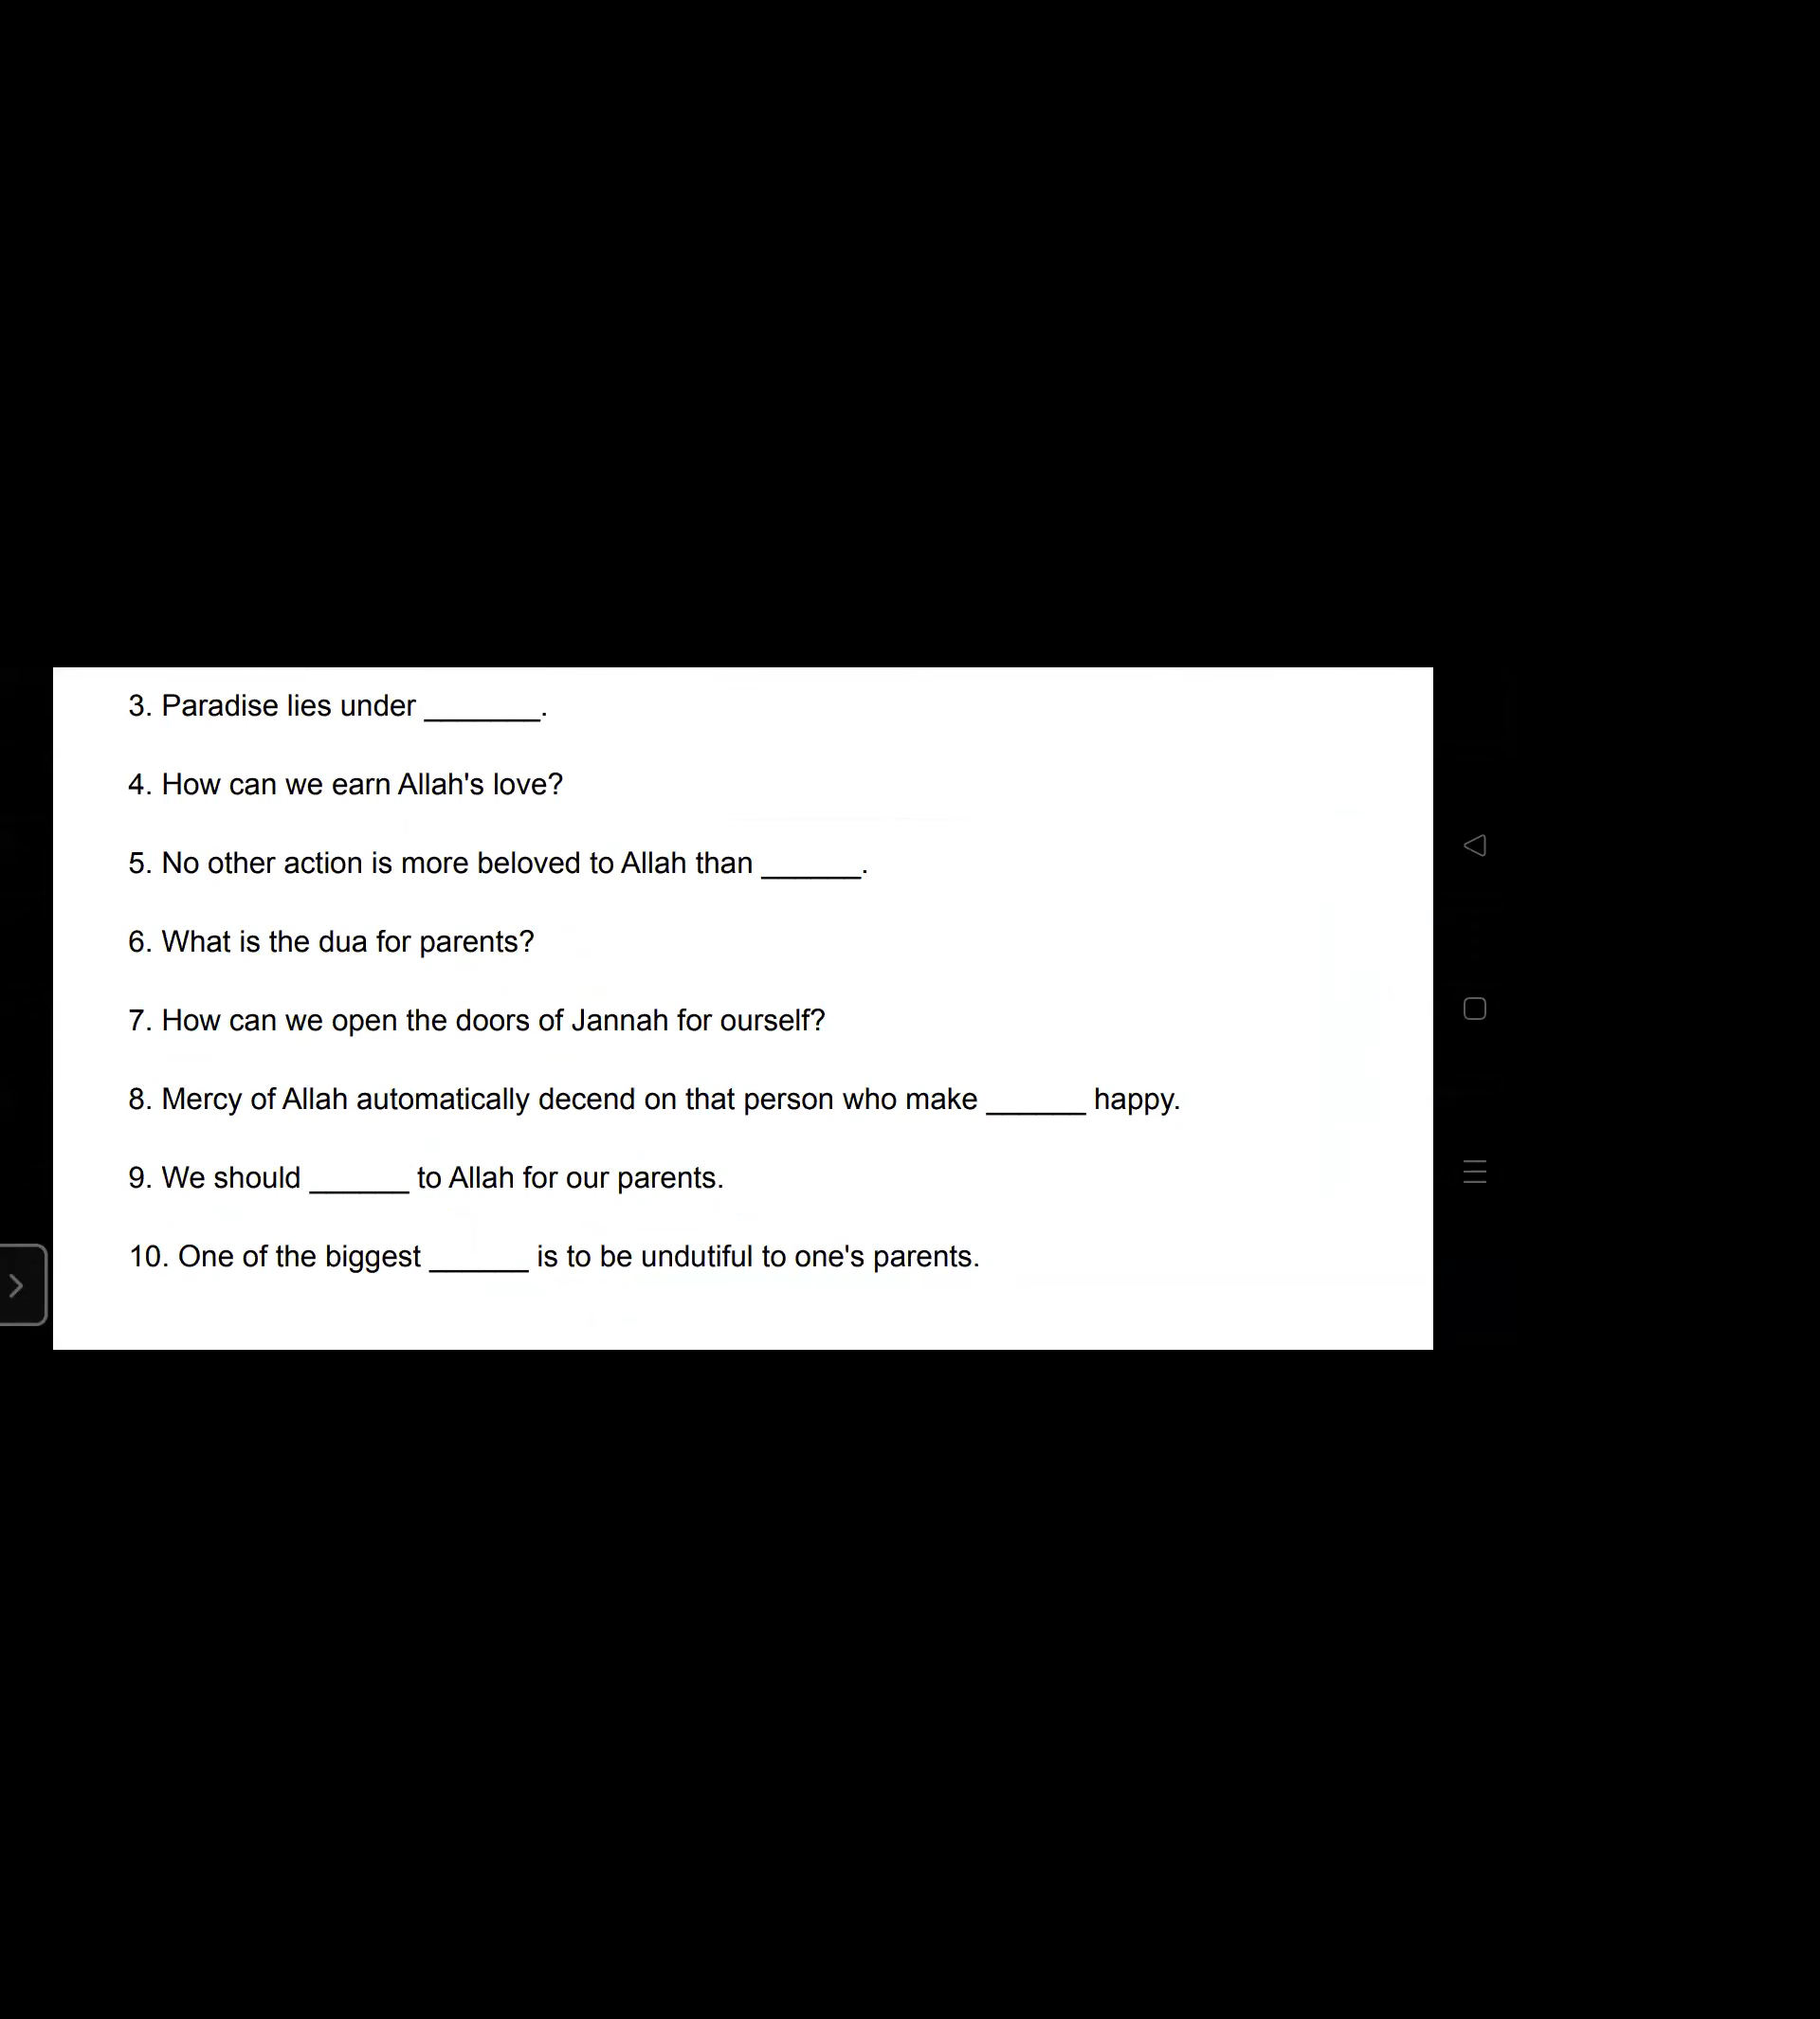 3. Paradise lies under _______.
4. How can we earn Allah's love?
5. No other action is more beloved to Allah than ______.
6. What is the dua for parents?
7. How can we open the doors of Jannah for ourself?
8. Mercy of Allah automatically decend on that person who make ______ happy.
9. We should ______ to Allah for our parents.
10. One of the biggest ______ is to be undutiful to one's parents.